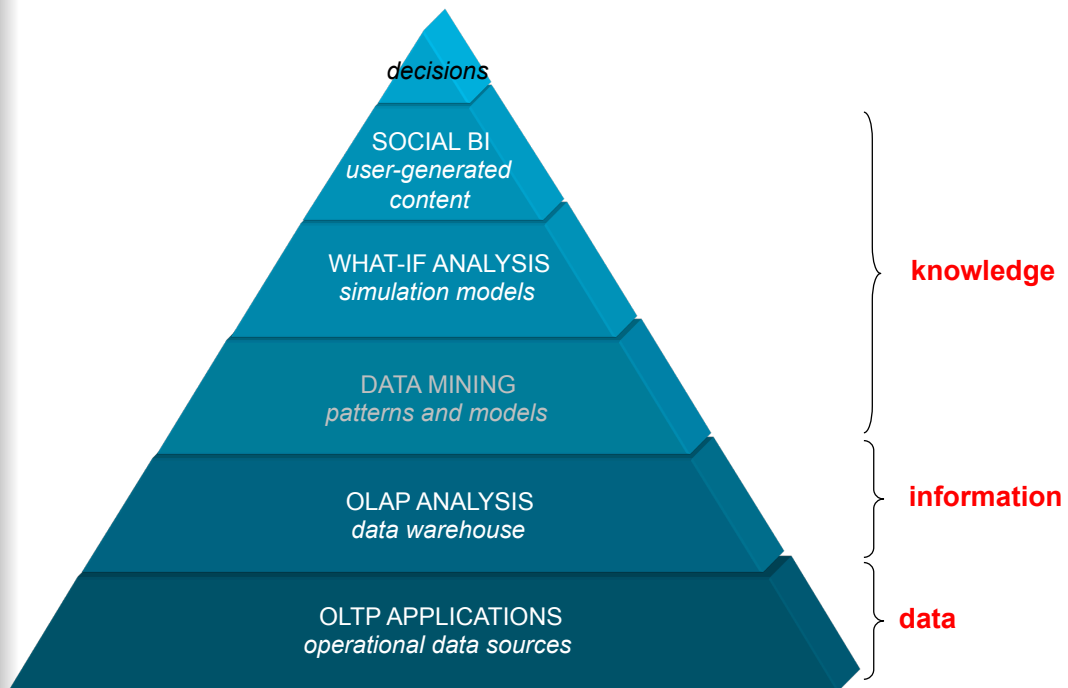 decisions
SOCIAL BI
user-generated
content
WHAT-IF ANALYSIS
simulation models
knowledge
DATA MINING
patterns and models
OLAP ANALYSIS
data warehouse
information
OLTP APPLICATIONS
operational data sources
data